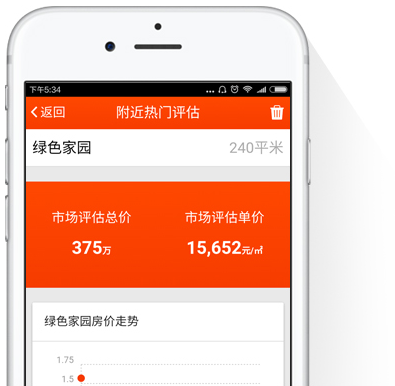 下午5:34
返回 附近热门评估
绿色家园 240平米
市场评估总价 市场评估单价
375万 15,652元/㎡
绿色家园房价走势
1.75
1.5